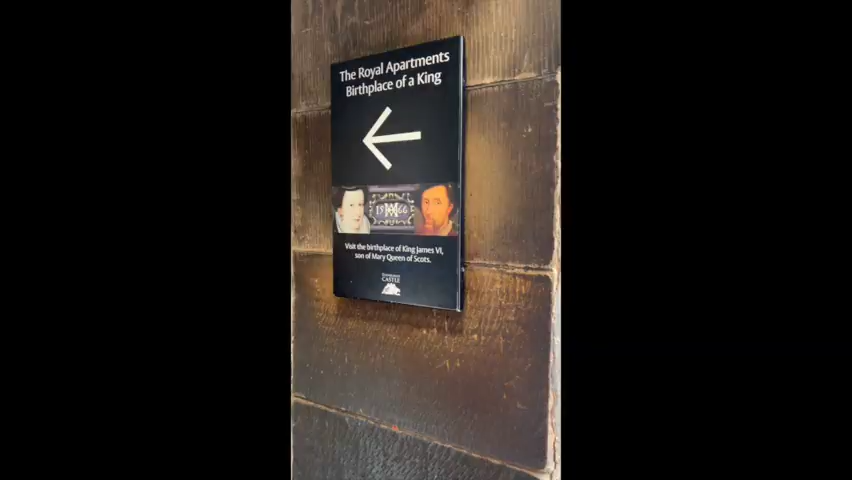 The Royal Apartments
Birthplace of a King
1566
Visit the birthplace of King James VI,
son of Mary Queen of Scots.
EDINBURGH
CASTLE